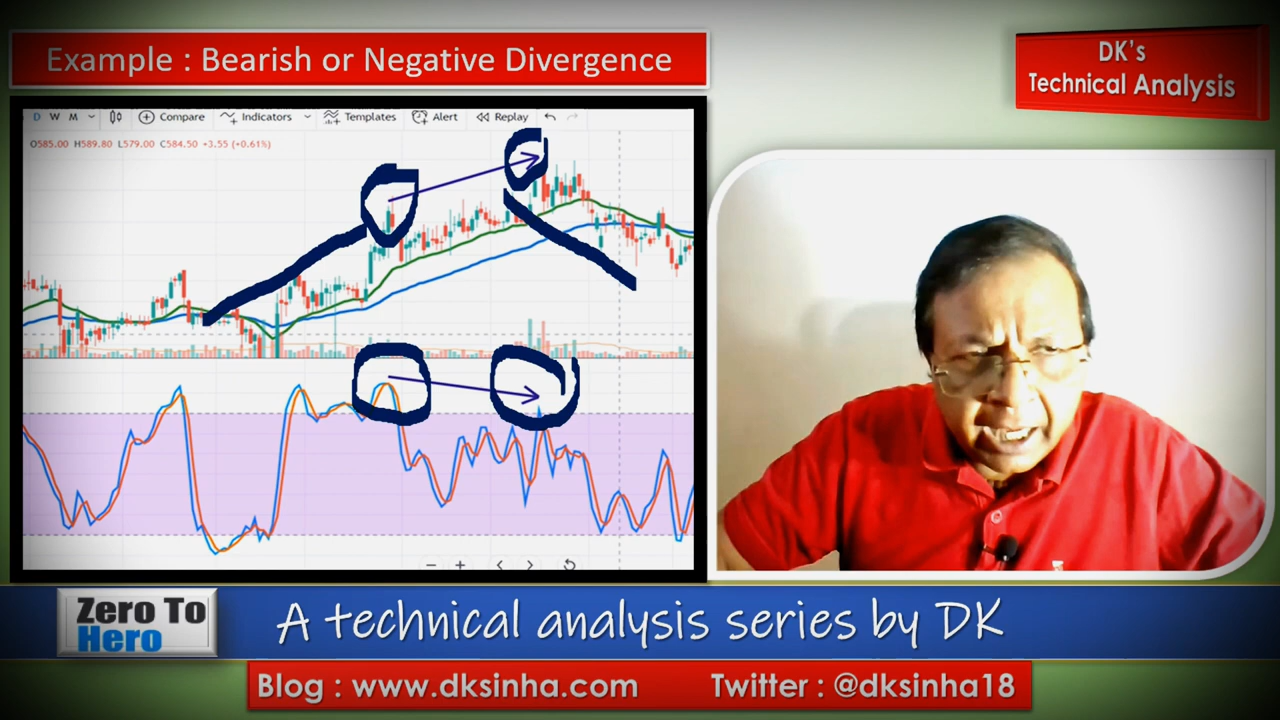 Example : Bearish or Negative Divergence
DK's
Technical Analysis
D W M Compare Indicators Templates Alert Replay
O585.00 H589.80 L579.00 C584.50 +3.55 (+0.61%)
Zero To
Hero
A technical analysis series by DK
Blog : www.dksinha.com Twitter : @dksinha18